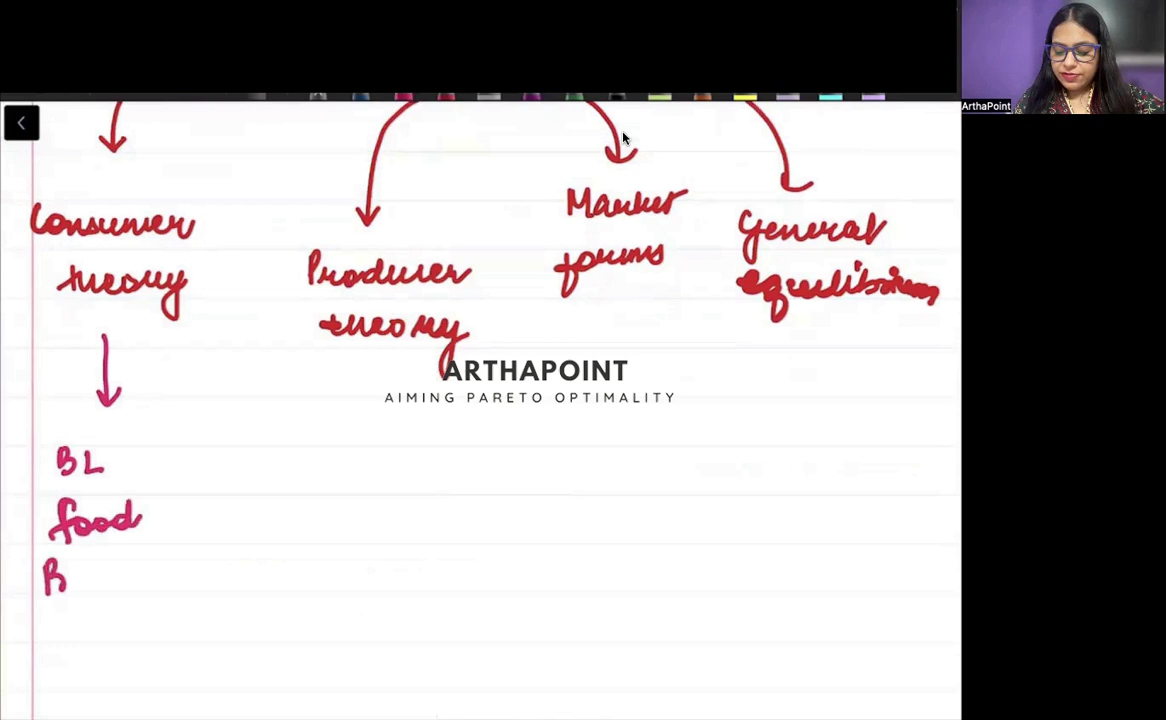 ArthaPoint
Consumer
theory
Producer
theory
Market
forms
General
equilibrium
ARTHAPOINT
AIMING PARETO OPTIMALITY
BL
food
B